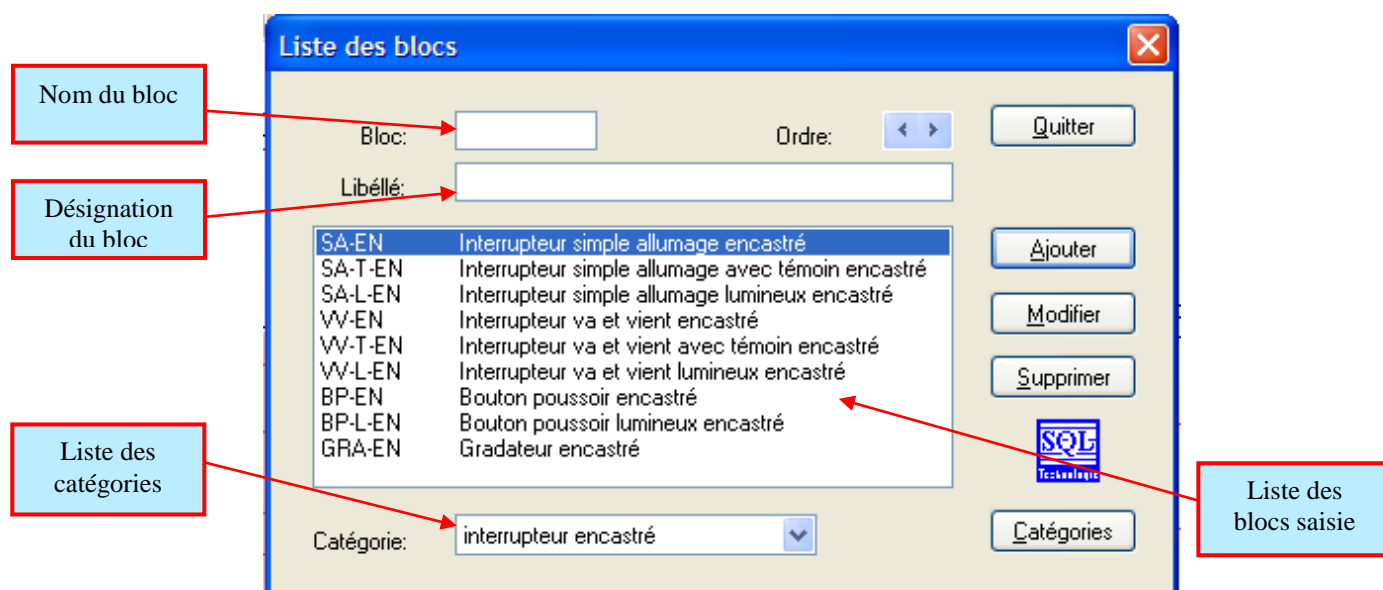 Liste des blocs
Nom du bloc
Bloc:
Ordre:
Quitter
Libéllé:
Désignation
du bloc
SA-EN Interrupteur simple allumage encastré
SA-T-EN Interrupteur simple allumage avec témoin encastré
SA-L-EN Interrupteur simple allumage lumineux encastré
VV-EN Interrupteur va et vient encastré
VV-T-EN Interrupteur va et vient avec témoin encastré
VV-L-EN Interrupteur va et vient lumineux encastré
BP-EN Bouton poussoir encastré
BP-L-EN Bouton poussoir lumineux encastré
GRA-EN Gradateur encastré
Ajouter
Modifier
Supprimer
SQL
Technologie
Liste des
catégories
Liste des
blocs saisie
Catégorie:
interrupteur encastré
Catégories